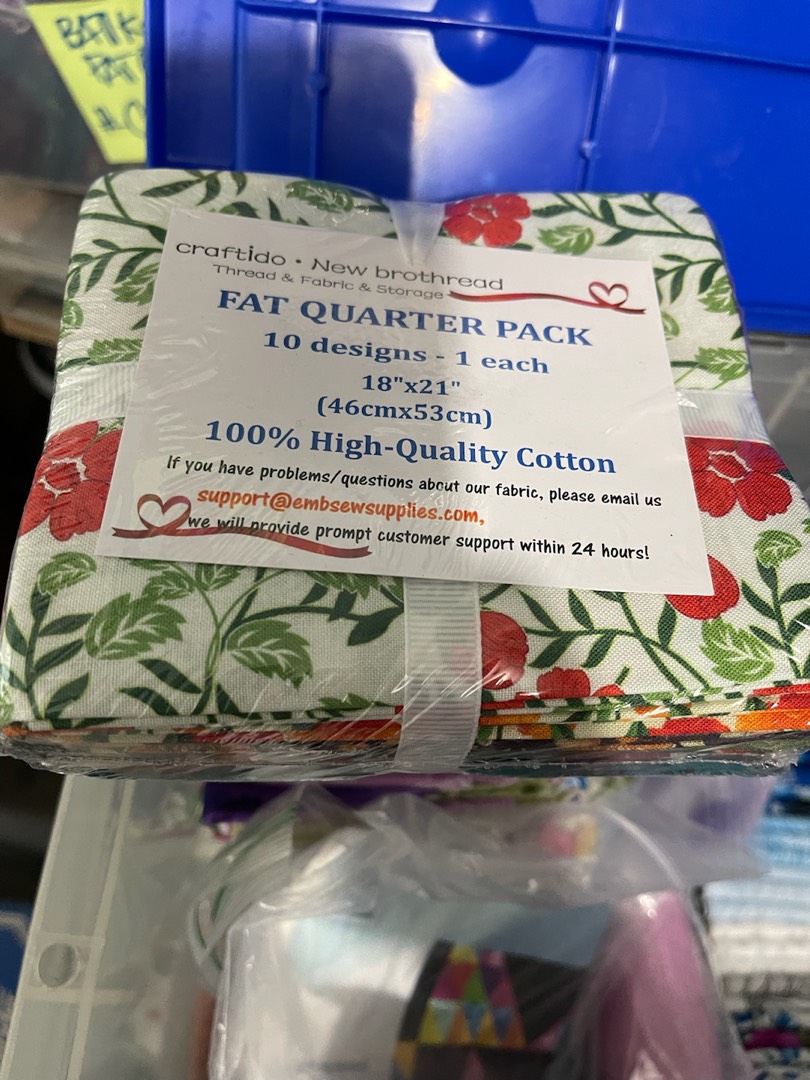 BATIK
craftido • New brothread
Thread & Fabric & Storage
FAT QUARTER PACK
10 designs - 1 each
18"x21"
(46cmx53cm)
100% High-Quality Cotton
If you have problems/questions about our fabric, please email us
support@embsewsupplies.com,
we will provide prompt customer support within 24 hours!